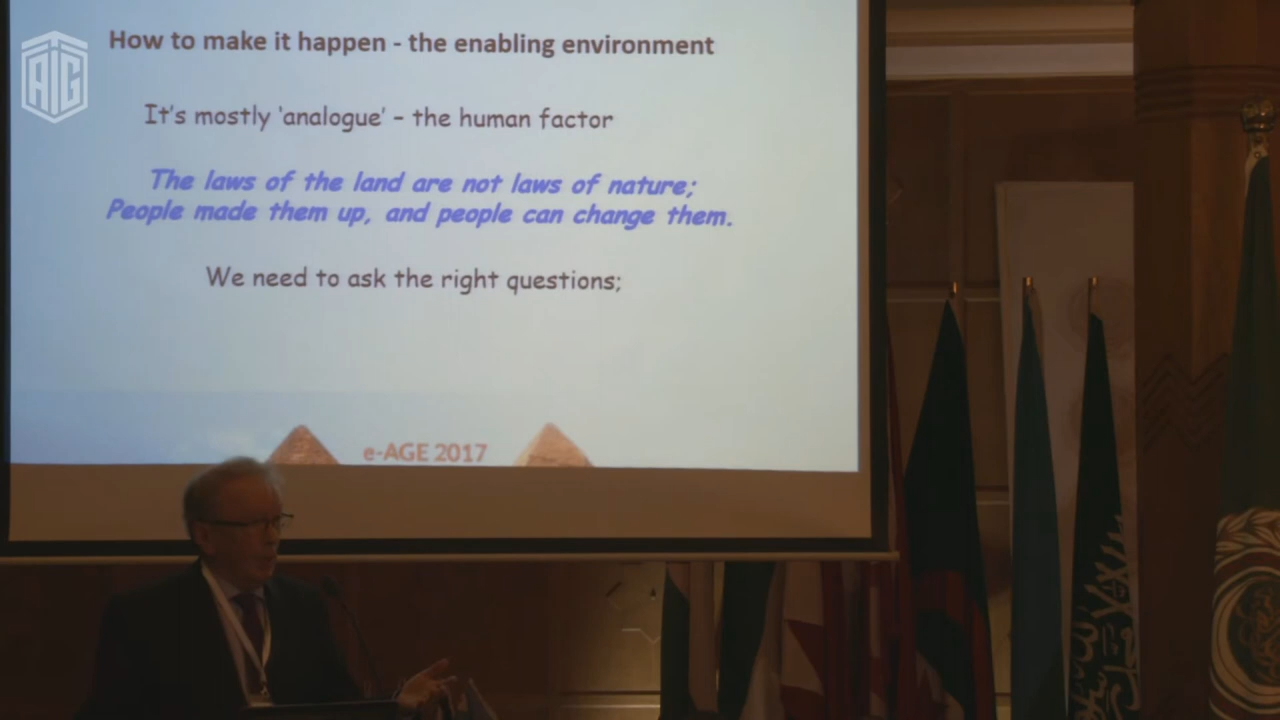 AIG
How to make it happen - the enabling environment
It's mostly 'analogue' – the human factor
The laws of the land are not laws of nature;
People made them up, and people can change them.
We need to ask the right questions;
e-AGE 2017